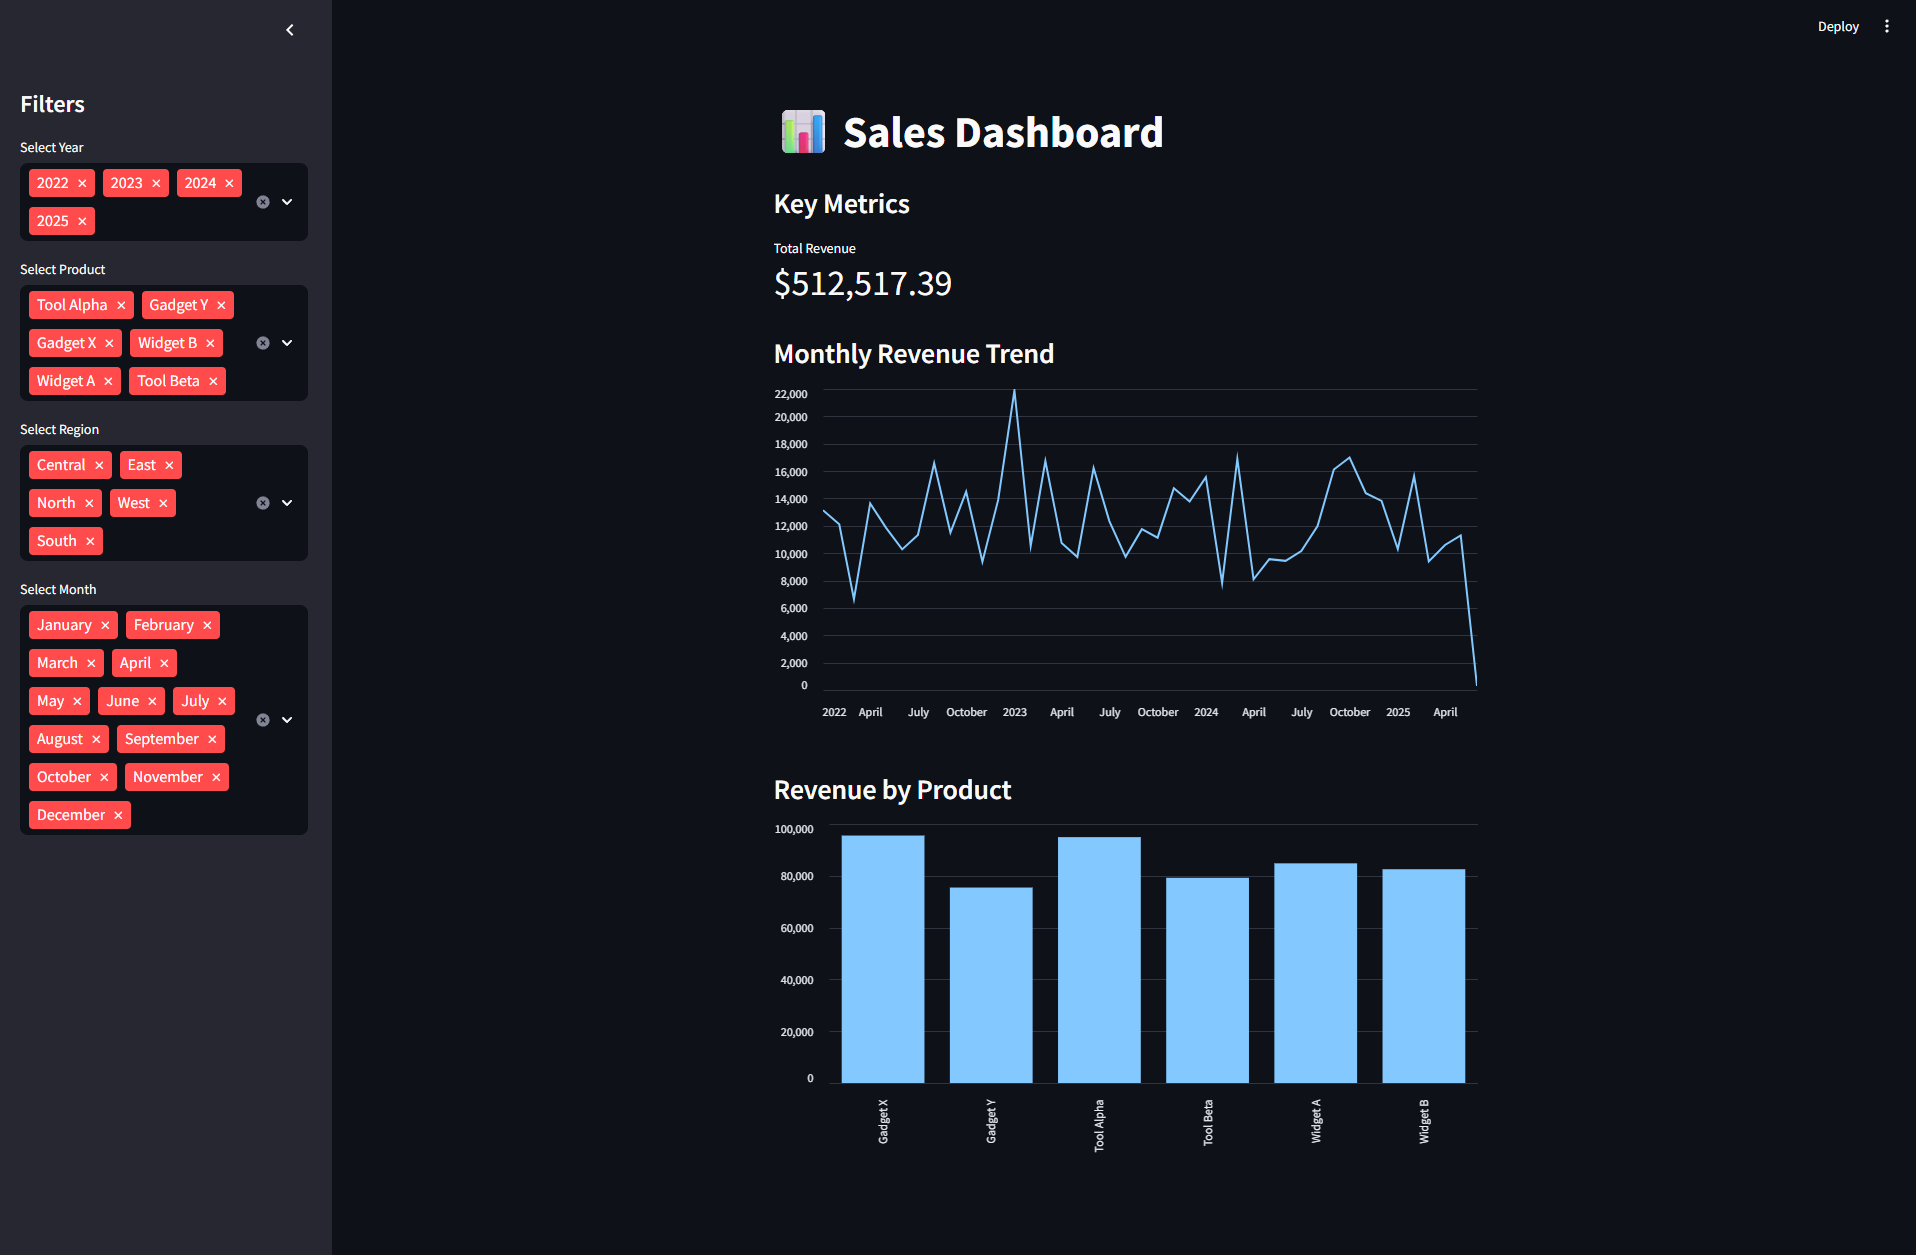 Deploy
Filters
Select Year
2022 2023 2024
2025
Select Product
Tool Alpha Gadget Y
Gadget X Widget B
Widget A Tool Beta
Select Region
Central East
North West
South
Select Month
January February
March April
May June July
August September
October November
December
Sales Dashboard
Key Metrics
Total Revenue
$512,517.39
Monthly Revenue Trend
22,000
20,000
18,000
16,000
14,000
12,000
10,000
8,000
6,000
4,000
2,000
0
2022 April July October 2023 April July October 2024 April July October 2025 April
Revenue by Product
100,000
80,000
60,000
40,000
20,000
0
Gadget X
Gadget Y
Tool Alpha
Tool Beta
Widget A
Widget B